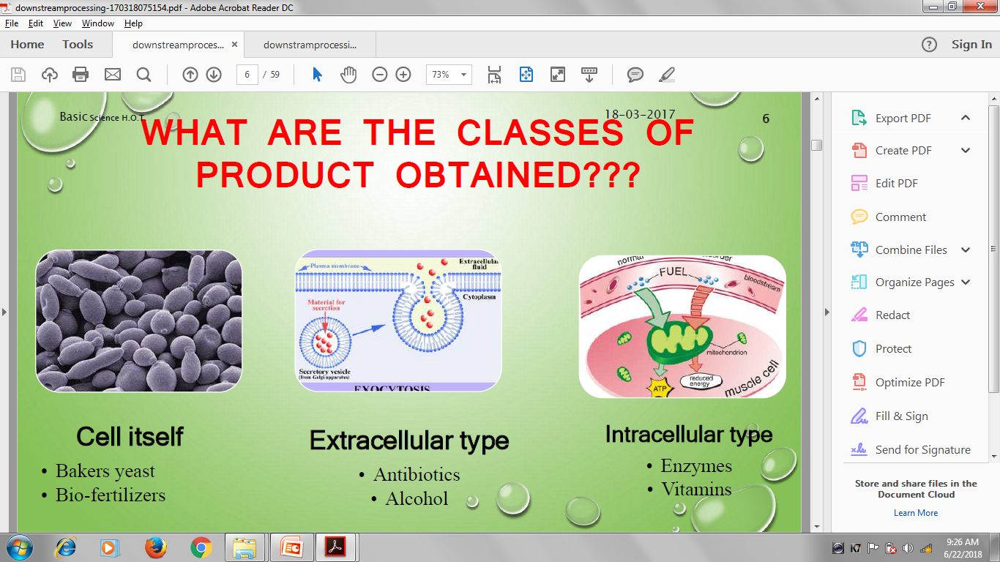 downstreamprocessing-170318075154.pdf - Adobe Acrobat Reader DC
File Edit View Window Help
Home Tools downstreamproces... × downstramprocessi... ? Sign In
6 / 59 73%
Basic Science H.O.T 18-03-2017 6
WHAT ARE THE CLASSES OF
PRODUCT OBTAINED???
Plasma membrane
Extracellular
fluid
Cytoplasm
Material for
secretion
Secretory vesicle
(from Golgi apparatus)
EXOCYTOSIS
normal
FUEL
bloodstream
mitochondrion
ATP
reduced
energy
muscle cell
Cell itself
• Bakers yeast
• Bio-fertilizers
Extracellular type
• Antibiotics
• Alcohol
Intracellular type
• Enzymes
• Vitamins
Export PDF
Create PDF
Edit PDF
Comment
Combine Files
Organize Pages
Redact
Protect
Optimize PDF
Fill & Sign
Send for Signature
Store and share files in the
Document Cloud
Learn More
9:26 AM
6/22/2018